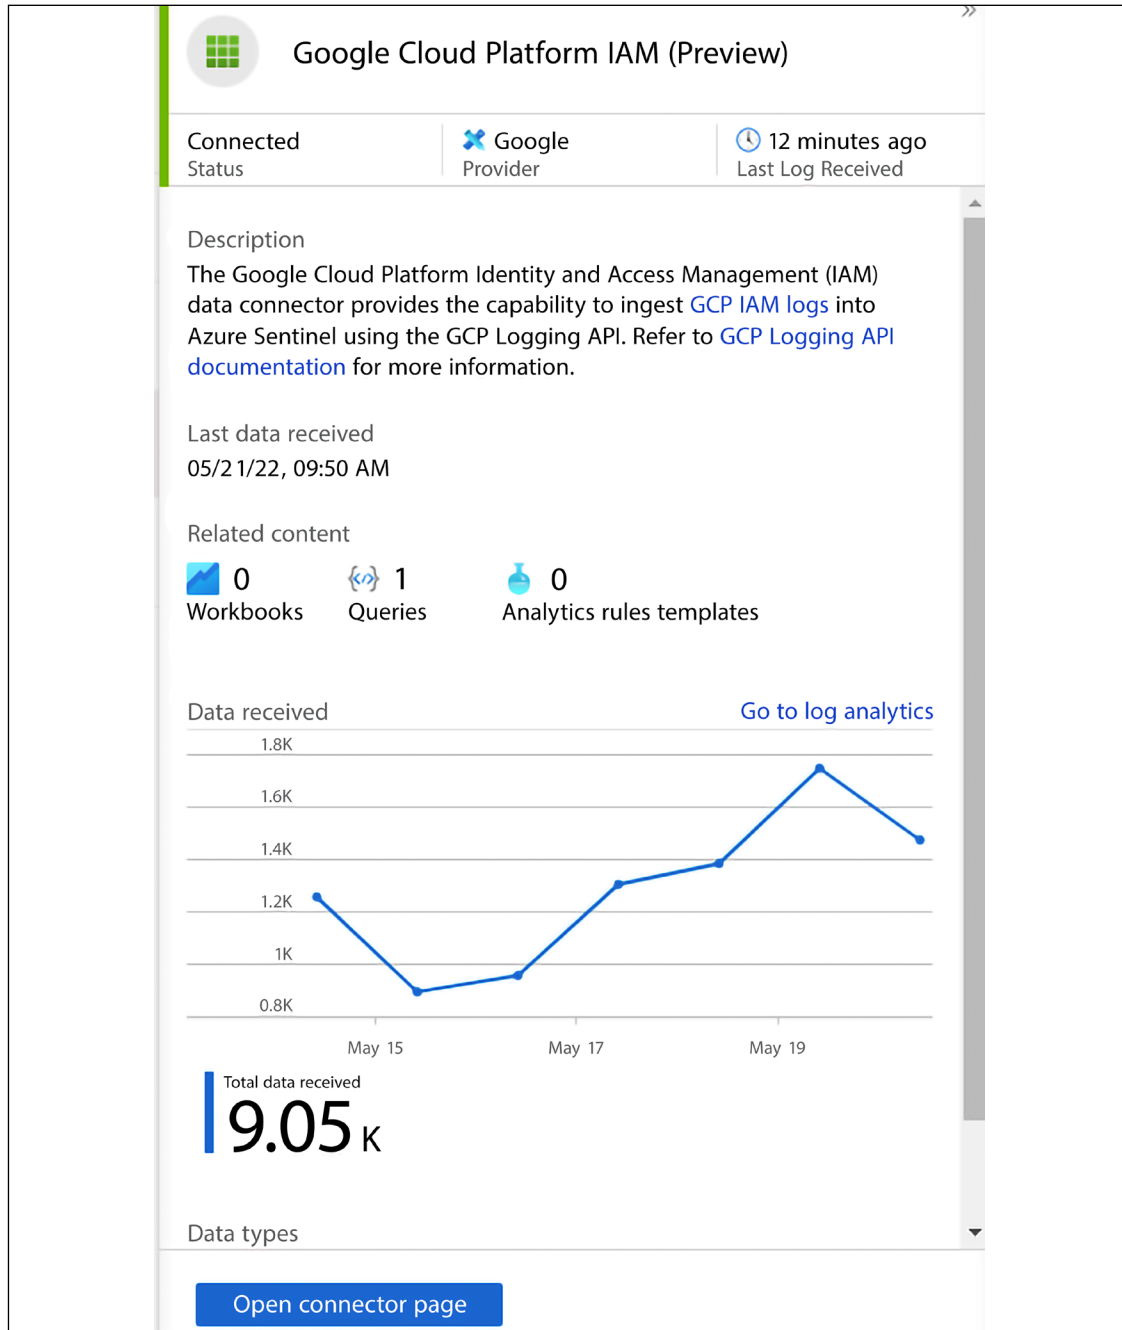 Google Cloud Platform IAM (Preview)
Connected
Status
Google
Provider
12 minutes ago
Last Log Received
Description
The Google Cloud Platform Identity and Access Management (IAM)
data connector provides the capability to ingest GCP IAM logs into
Azure Sentinel using the GCP Logging API. Refer to GCP Logging API
documentation for more information.
Last data received
05/21/22, 09:50 AM
Related content
0
Workbooks
1
Queries
0
Analytics rules templates
Data received
Go to log analytics
1.8K
1.6K
1.4K
1.2K
1K
0.8K
May 15
May 17
May 19
Total data received
9.05 K
Data types
Open connector page